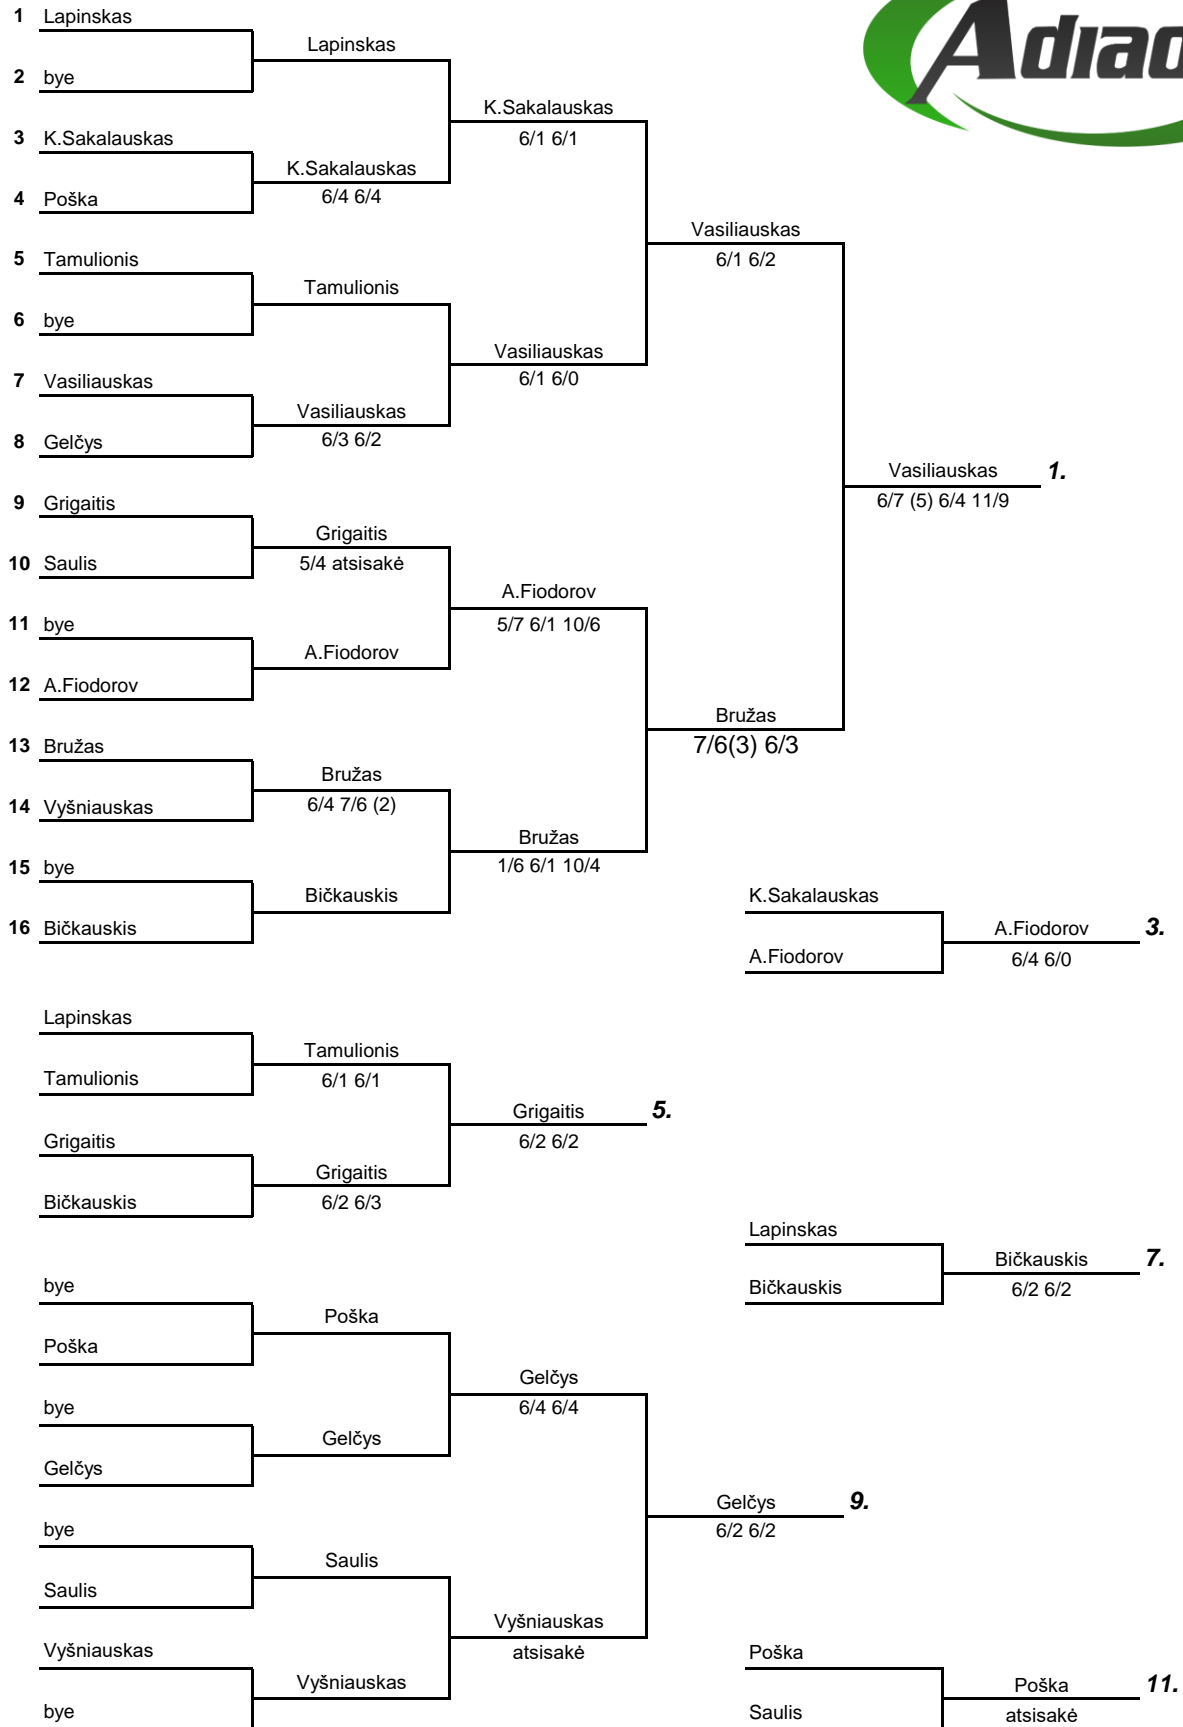 1 Lapinskas
Lapinskas
2 bye
K.Sakalauskas
6/1 6/1
3 K.Sakalauskas
K.Sakalauskas
6/4 6/4
4 Poška
Vasiliauskas
6/1 6/2
5 Tamulionis
Tamulionis
6 bye
Vasiliauskas
6/1 6/0
7 Vasiliauskas
Vasiliauskas
6/3 6/2
8 Gelčys
Vasiliauskas 1.
6/7 (5) 6/4 11/9
9 Grigaitis
Grigaitis
5/4 atsisakė
10 Saulis
A.Fiodorov
5/7 6/1 10/6
11 bye
A.Fiodorov
12 A.Fiodorov
Bružas
7/6(3) 6/3
13 Bružas
Bružas
6/4 7/6 (2)
14 Vyšniauskas
Bružas
1/6 6/1 10/4
15 bye
Bičkauskis
16 Bičkauskis
K.Sakalauskas
A.Fiodorov 3.
6/4 6/0
A.Fiodorov
Lapinskas
Tamulionis
6/1 6/1
Tamulionis
Grigaitis 5.
6/2 6/2
Grigaitis
Grigaitis
6/2 6/3
Bičkauskis
Lapinskas
Bičkauskis 7.
6/2 6/2
Bičkauskis
bye
Poška
Poška
Gelčys
6/4 6/4
bye
Gelčys
Gelčys
Gelčys 9.
6/2 6/2
bye
Saulis
Saulis
Vyšniauskas
atsisakė
Vyšniauskas
Vyšniauskas
bye
Poška
Poška 11.
atsisakė
Saulis